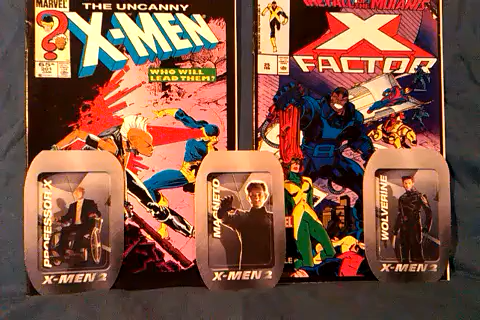 MARVEL
THE UNCANNY
X-MEN
WHO WILL
LEAD THEM?
X
FACTOR
PROFESSOR X
X-MEN 2
MAGNETO
X-MEN 2
WOLVERINE
X-MEN 2